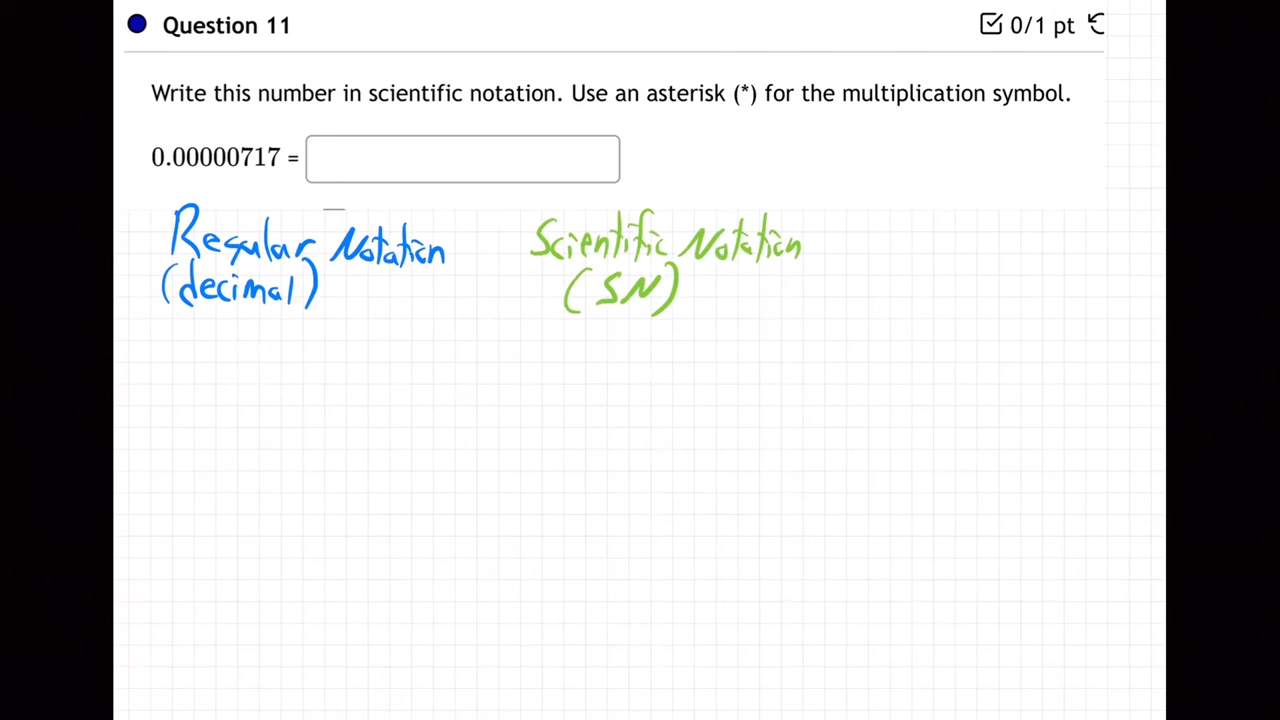 Question 11
0/1 pt
Write this number in scientific notation. Use an asterisk (*) for the multiplication symbol.
0.00000717 =
Regular Notation
(decimal)
Scientific Notation
(SN)